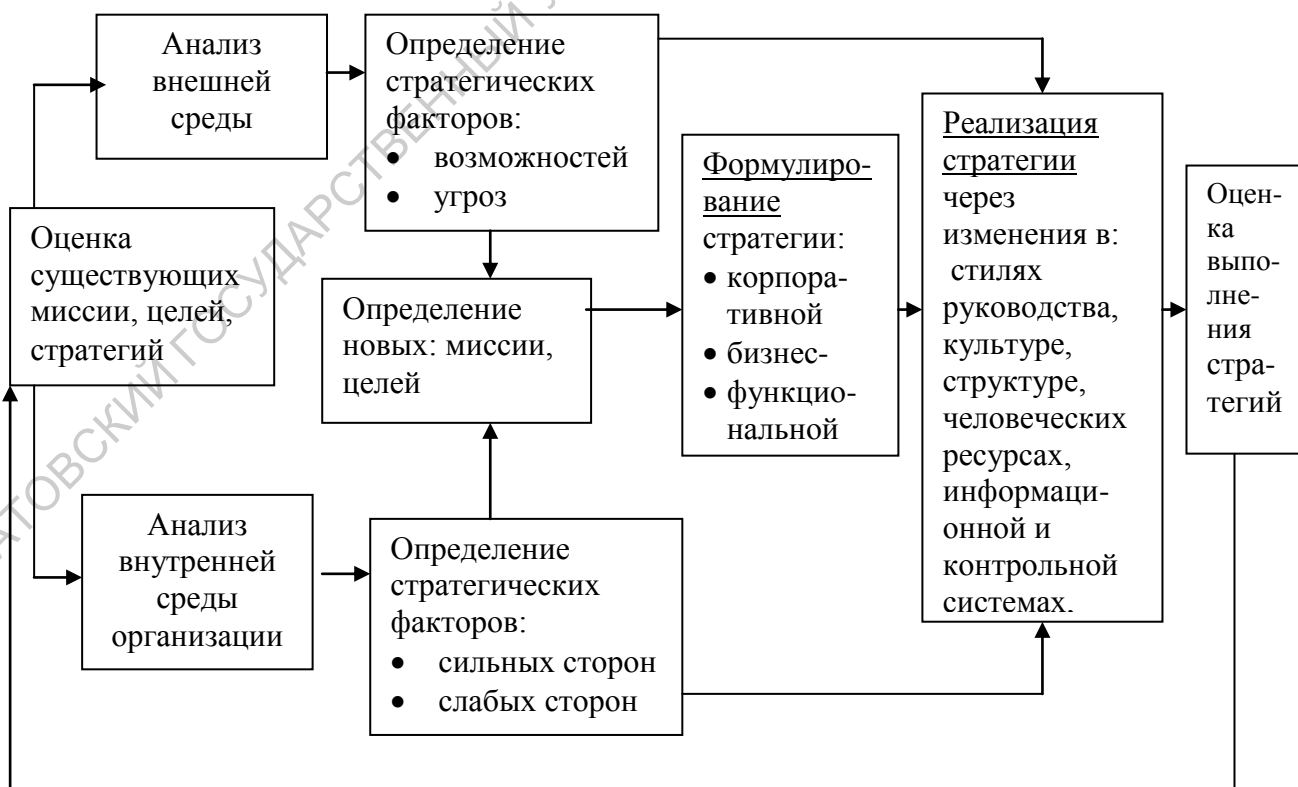 Анализ
внешней
среды
Определение
стратегических
факторов:
• возможностей
• угроз
Оценка
существующих
миссии, целей,
стратегий
Определение
новых: миссии,
целей
Анализ
внутренней
среды
организации
Определение
стратегических
факторов:
• сильных сторон
• слабых сторон
Формулиро-
вание
стратегии:
• корпора-
тивной
• бизнес-
• функцио-
нальной
Реализация
стратегии
через
изменения в:
стилях
руководства,
культуре,
структуре,
человеческих
ресурсах,
информаци-
онной и
контрольной
системах.
Оцен-
ка
выпо-
лне-
ния
стра-
тегий
АТОВСКИЙ ГОСУДАРСТВЕННЫЙ У